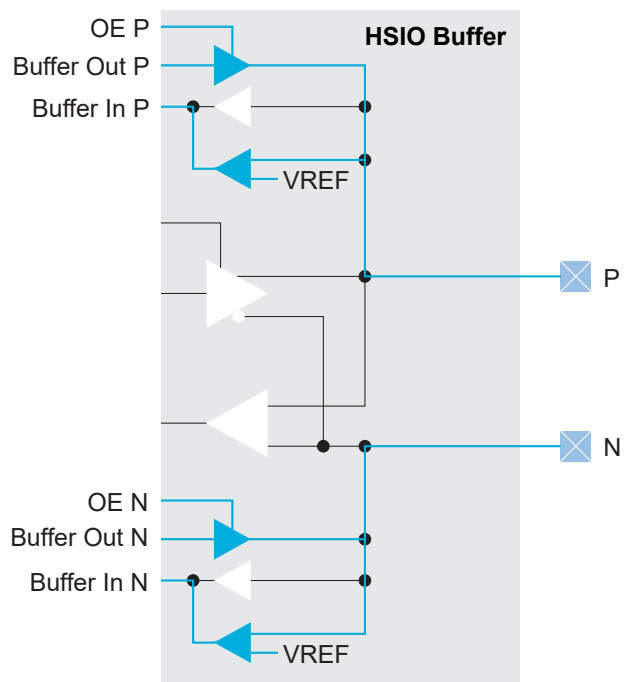 OE P
HSIO Buffer
Buffer Out P
Buffer In P
VREF
P
N
OE N
Buffer Out N
Buffer In N
VREF